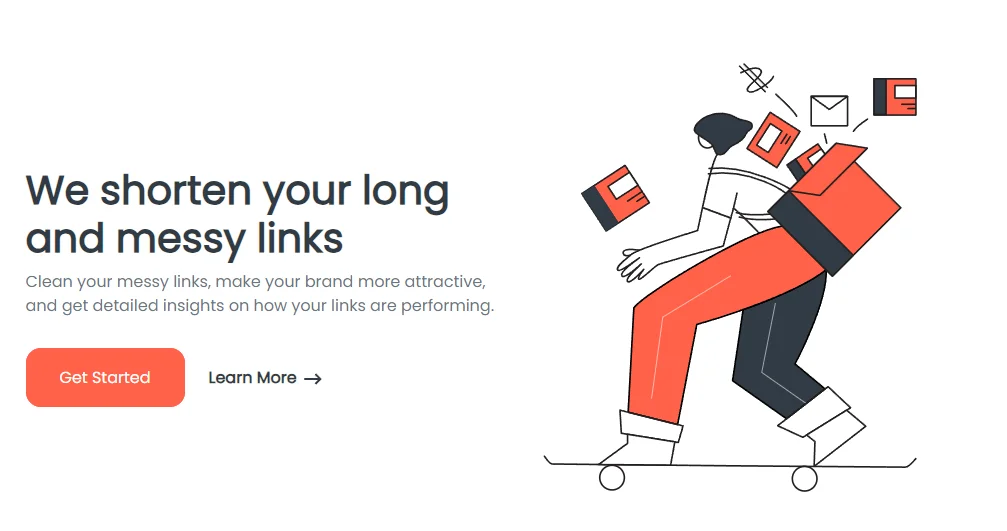 We shorten your long
and messy links
Clean your messy links, make your brand more attractive,
and get detailed insights on how your links are performing.
Get Started
Learn More →